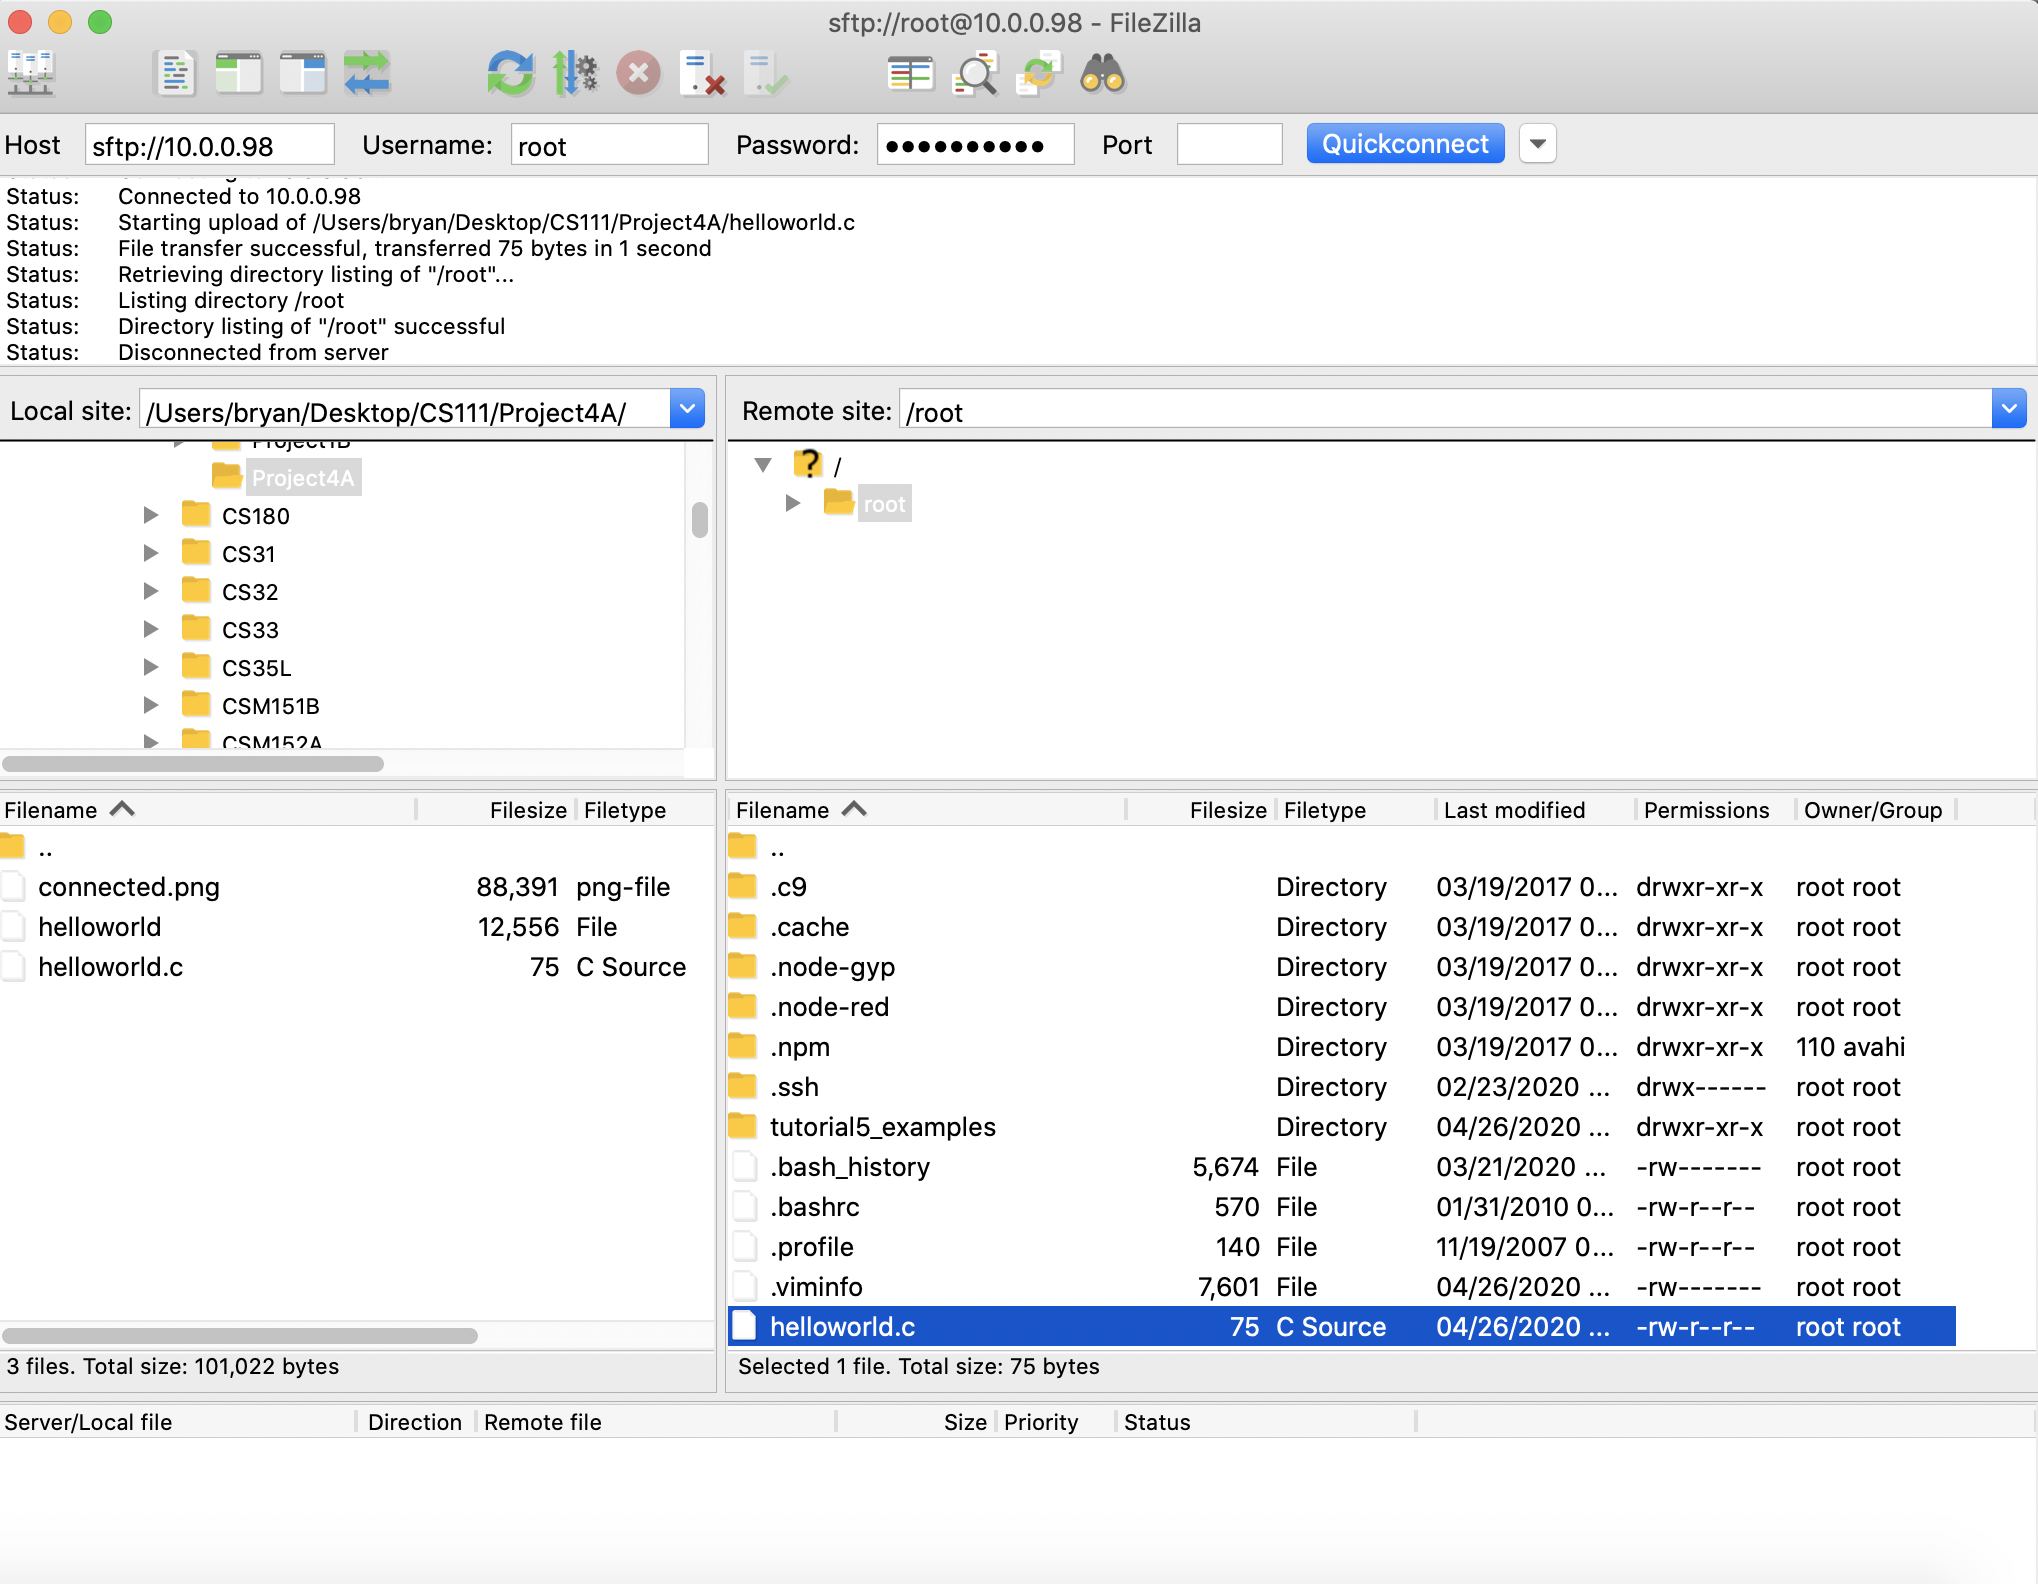 sftp://root@10.0.0.98 - FileZilla
Host sftp://10.0.0.98 Username: root Password: ●●●●●●●●●● Port Quickconnect
Status: Connected to 10.0.0.98
Status: Starting upload of /Users/bryan/Desktop/CS111/Project4A/helloworld.c
Status: File transfer successful, transferred 75 bytes in 1 second
Status: Retrieving directory listing of "/root"...
Status: Listing directory /root
Status: Directory listing of "/root" successful
Status: Disconnected from server
Local site: /Users/bryan/Desktop/CS111/Project4A/
Project1B
Project4A
CS180
CS31
CS32
CS33
CS35L
CSM151B
CSM152A
Remote site: /root
/
root
Filename Filesize Filetype
..
connected.png 88,391 png-file
helloworld 12,556 File
helloworld.c 75 C Source
3 files. Total size: 101,022 bytes
Filename Filesize Filetype Last modified Permissions Owner/Group
..
.c9 Directory 03/19/2017 0... drwxr-xr-x root root
.cache Directory 03/19/2017 0... drwxr-xr-x root root
.node-gyp Directory 03/19/2017 0... drwxr-xr-x root root
.node-red Directory 03/19/2017 0... drwxr-xr-x root root
.npm Directory 03/19/2017 0... drwxr-xr-x 110 avahi
.ssh Directory 02/23/2020 ... drwx------ root root
tutorial5_examples Directory 04/26/2020 ... drwxr-xr-x root root
.bash_history 5,674 File 03/21/2020 ... -rw------- root root
.bashrc 570 File 01/31/2010 0... -rw-r--r-- root root
.profile 140 File 11/19/2007 0... -rw-r--r-- root root
.viminfo 7,601 File 04/26/2020 ... -rw------- root root
helloworld.c 75 C Source 04/26/2020 ... -rw-r--r-- root root
Selected 1 file. Total size: 75 bytes
Server/Local file Direction Remote file Size Priority Status